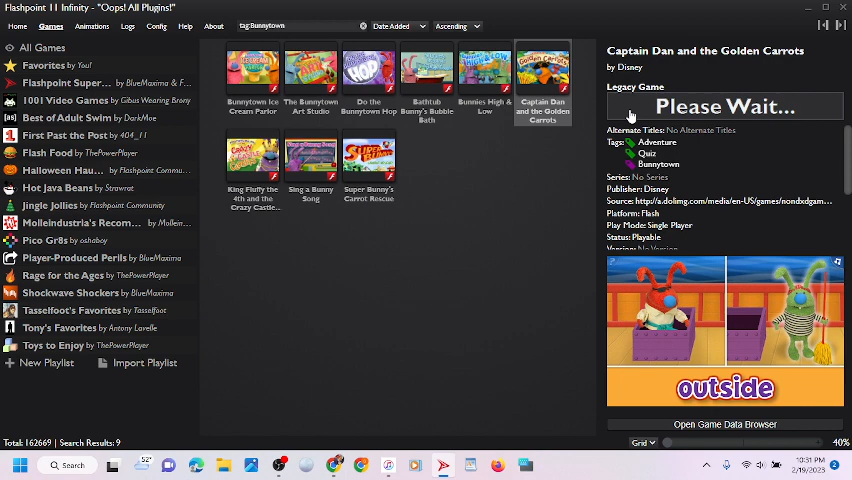 Flashpoint 11 Infinity - "Oops! All Plugins!"
Home Games Animations Logs Config Help About tag:Bunnytown Date Added Ascending
All Games
Favorites by You!
Flashpoint Super... by BlueMaxima & F...
1001 Video Games by Gibus Wearing Brony
Best of Adult Swim by DarkMoe
First Past the Post by 404_11
Flash Food by ThePowerPlayer
Halloween Hau... by Flashpoint Commu...
Hot Java Beans by Strawrat
Jingle Jollies by Flashpoint Community
Molleindustria's Recom... by Mollein...
Pico Gr8s by oshaboy
Player-Produced Perils by BlueMaxima
Rage for the Ages by ThePowerPlayer
Shockwave Shockers by BlueMaxima
Tasselfoot's Favorites by Tasselfoot
Tony's Favorites by Antony Lavelle
Toys to Enjoy by ThePowerPlayer
New Playlist Import Playlist
Bunnytown Ice
Cream Parlor
The Bunnytown
Art Studio
Do the
Bunnytown Hop
Bathtub
Bunny's Bubble
Bath
Bunnies High &
Low
Captain Dan
and the Golden
Carrots
King Fluffy the
4th and the
Crazy Castle...
Sing a Bunny
Song
Super Bunny's
Carrot Rescue
Captain Dan and the Golden Carrots
by Disney
Legacy Game
Please Wait...
Alternate Titles: No Alternate Titles
Tags: Adventure
Quiz
Bunnytown
Series: No Series
Publisher: Disney
Source: http://a.dolimg.com/media/en-US/games/nondxdgam...
Platform: Flash
Play Mode: Single Player
Status: Playable
Version: No Version
outside
Open Game Data Browser
Total: 162669 | Search Results: 9
Grid 40%
Search
52°
10:31 PM
2/19/2023
2